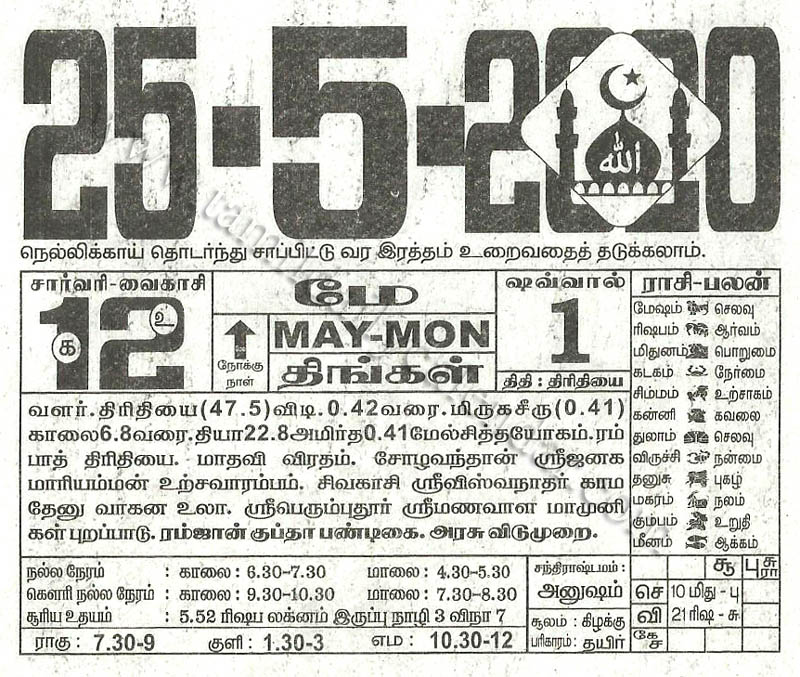 25-5-2020
الله
நெல்லிக்காய் தொடர்ந்து சாப்பிட்டு வர இரத்தம் உறைவதைத் தடுக்கலாம்.
சார்வரி-வைகாசி
12
க உ
மே
நோக்கு
நாள்
MAY-MON
திங்கள்
ஷவ்வால்
1
திதி : திரிதியை
ராசி-பலன்
மேஷம் செலவு
ரிஷபம் ஆர்வம்
மிதுனம் பொறுமை
கடகம் நேர்மை
சிம்மம் உற்சாகம்
கன்னி கவலை
துலாம் செலவு
விருச்சி நன்மை
தனுசு புகழ்
மகரம் நலம்
கும்பம் உறுதி
மீனம் ஆக்கம்
வளர்.திரிதியை(47.5)விடி.0.42வரை.மிருகசீரு(0.41)
காலை6.8வரை.தியா22.8அமிர்த0.41மேல்சித்தயோகம்.ரம்
பாத் திரிதியை. மாதவி விரதம். சோழவந்தான் ஸ்ரீஜனக
மாரியம்மன் உற்சவாரம்பம். சிவகாசி ஸ்ரீவிஸ்வநாதர் காம
தேனு வாகன உலா. ஸ்ரீபெரும்புதூர் ஸ்ரீமணவாள மாமுனி
கள் புறப்பாடு. ரம்ஜான் குப்தா பண்டிகை. அரசு விடுமுறை.
நல்ல நேரம் : காலை : 6.30-7.30 மாலை : 4.30-5.30
கௌரி நல்ல நேரம் : காலை : 9.30-10.30 மாலை : 7.30-8.30
சூரிய உதயம் : 5.52 ரிஷப லக்னம் இருப்பு நாழி 3 விநா 7
ராகு : 7.30-9 குளி : 1.30-3 எம : 10.30-12
சந்திராஷ்டமம் :
அனுஷம்
சூலம் : கிழக்கு
பரிகாரம் : தயிர்
சூ பு சுரா
செ 10 மிது - பு
வி 21 ரிஷ - சு
கே ச